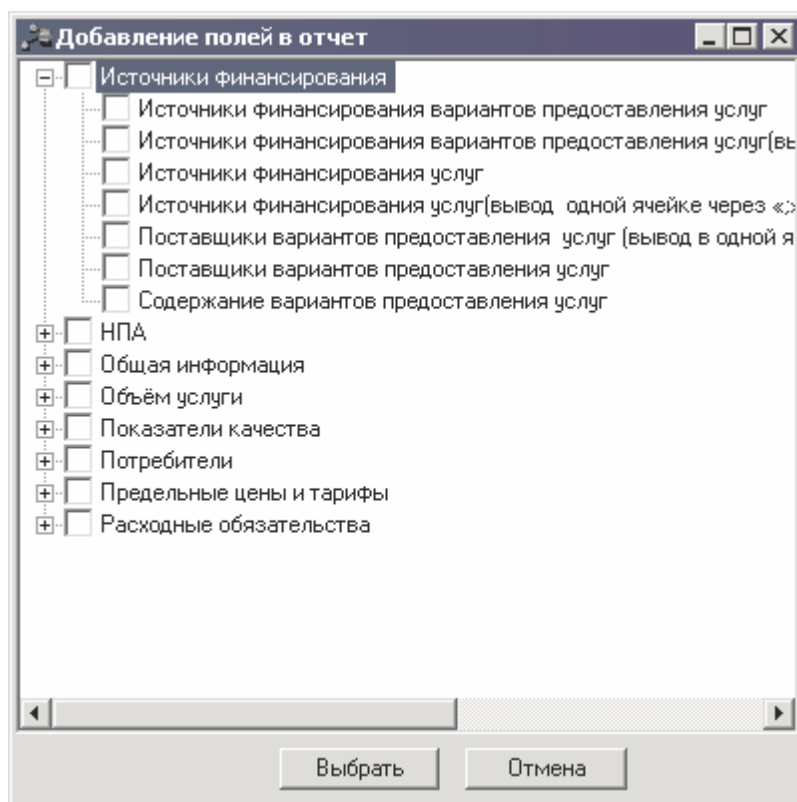 Добавление полей в отчет
Источники финансирования
Источники финансирования вариантов предоставления услуг
Источники финансирования вариантов предоставления услуг(вы
Источники финансирования услуг
Источники финансирования услуг(вывод одной ячейке через «;»
Поставщики вариантов предоставления услуг (вывод в одной я
Поставщики вариантов предоставления услуг
Содержание вариантов предоставления услуг
НПА
Общая информация
Объём услуги
Показатели качества
Потребители
Предельные цены и тарифы
Расходные обязательства
Выбрать
Отмена